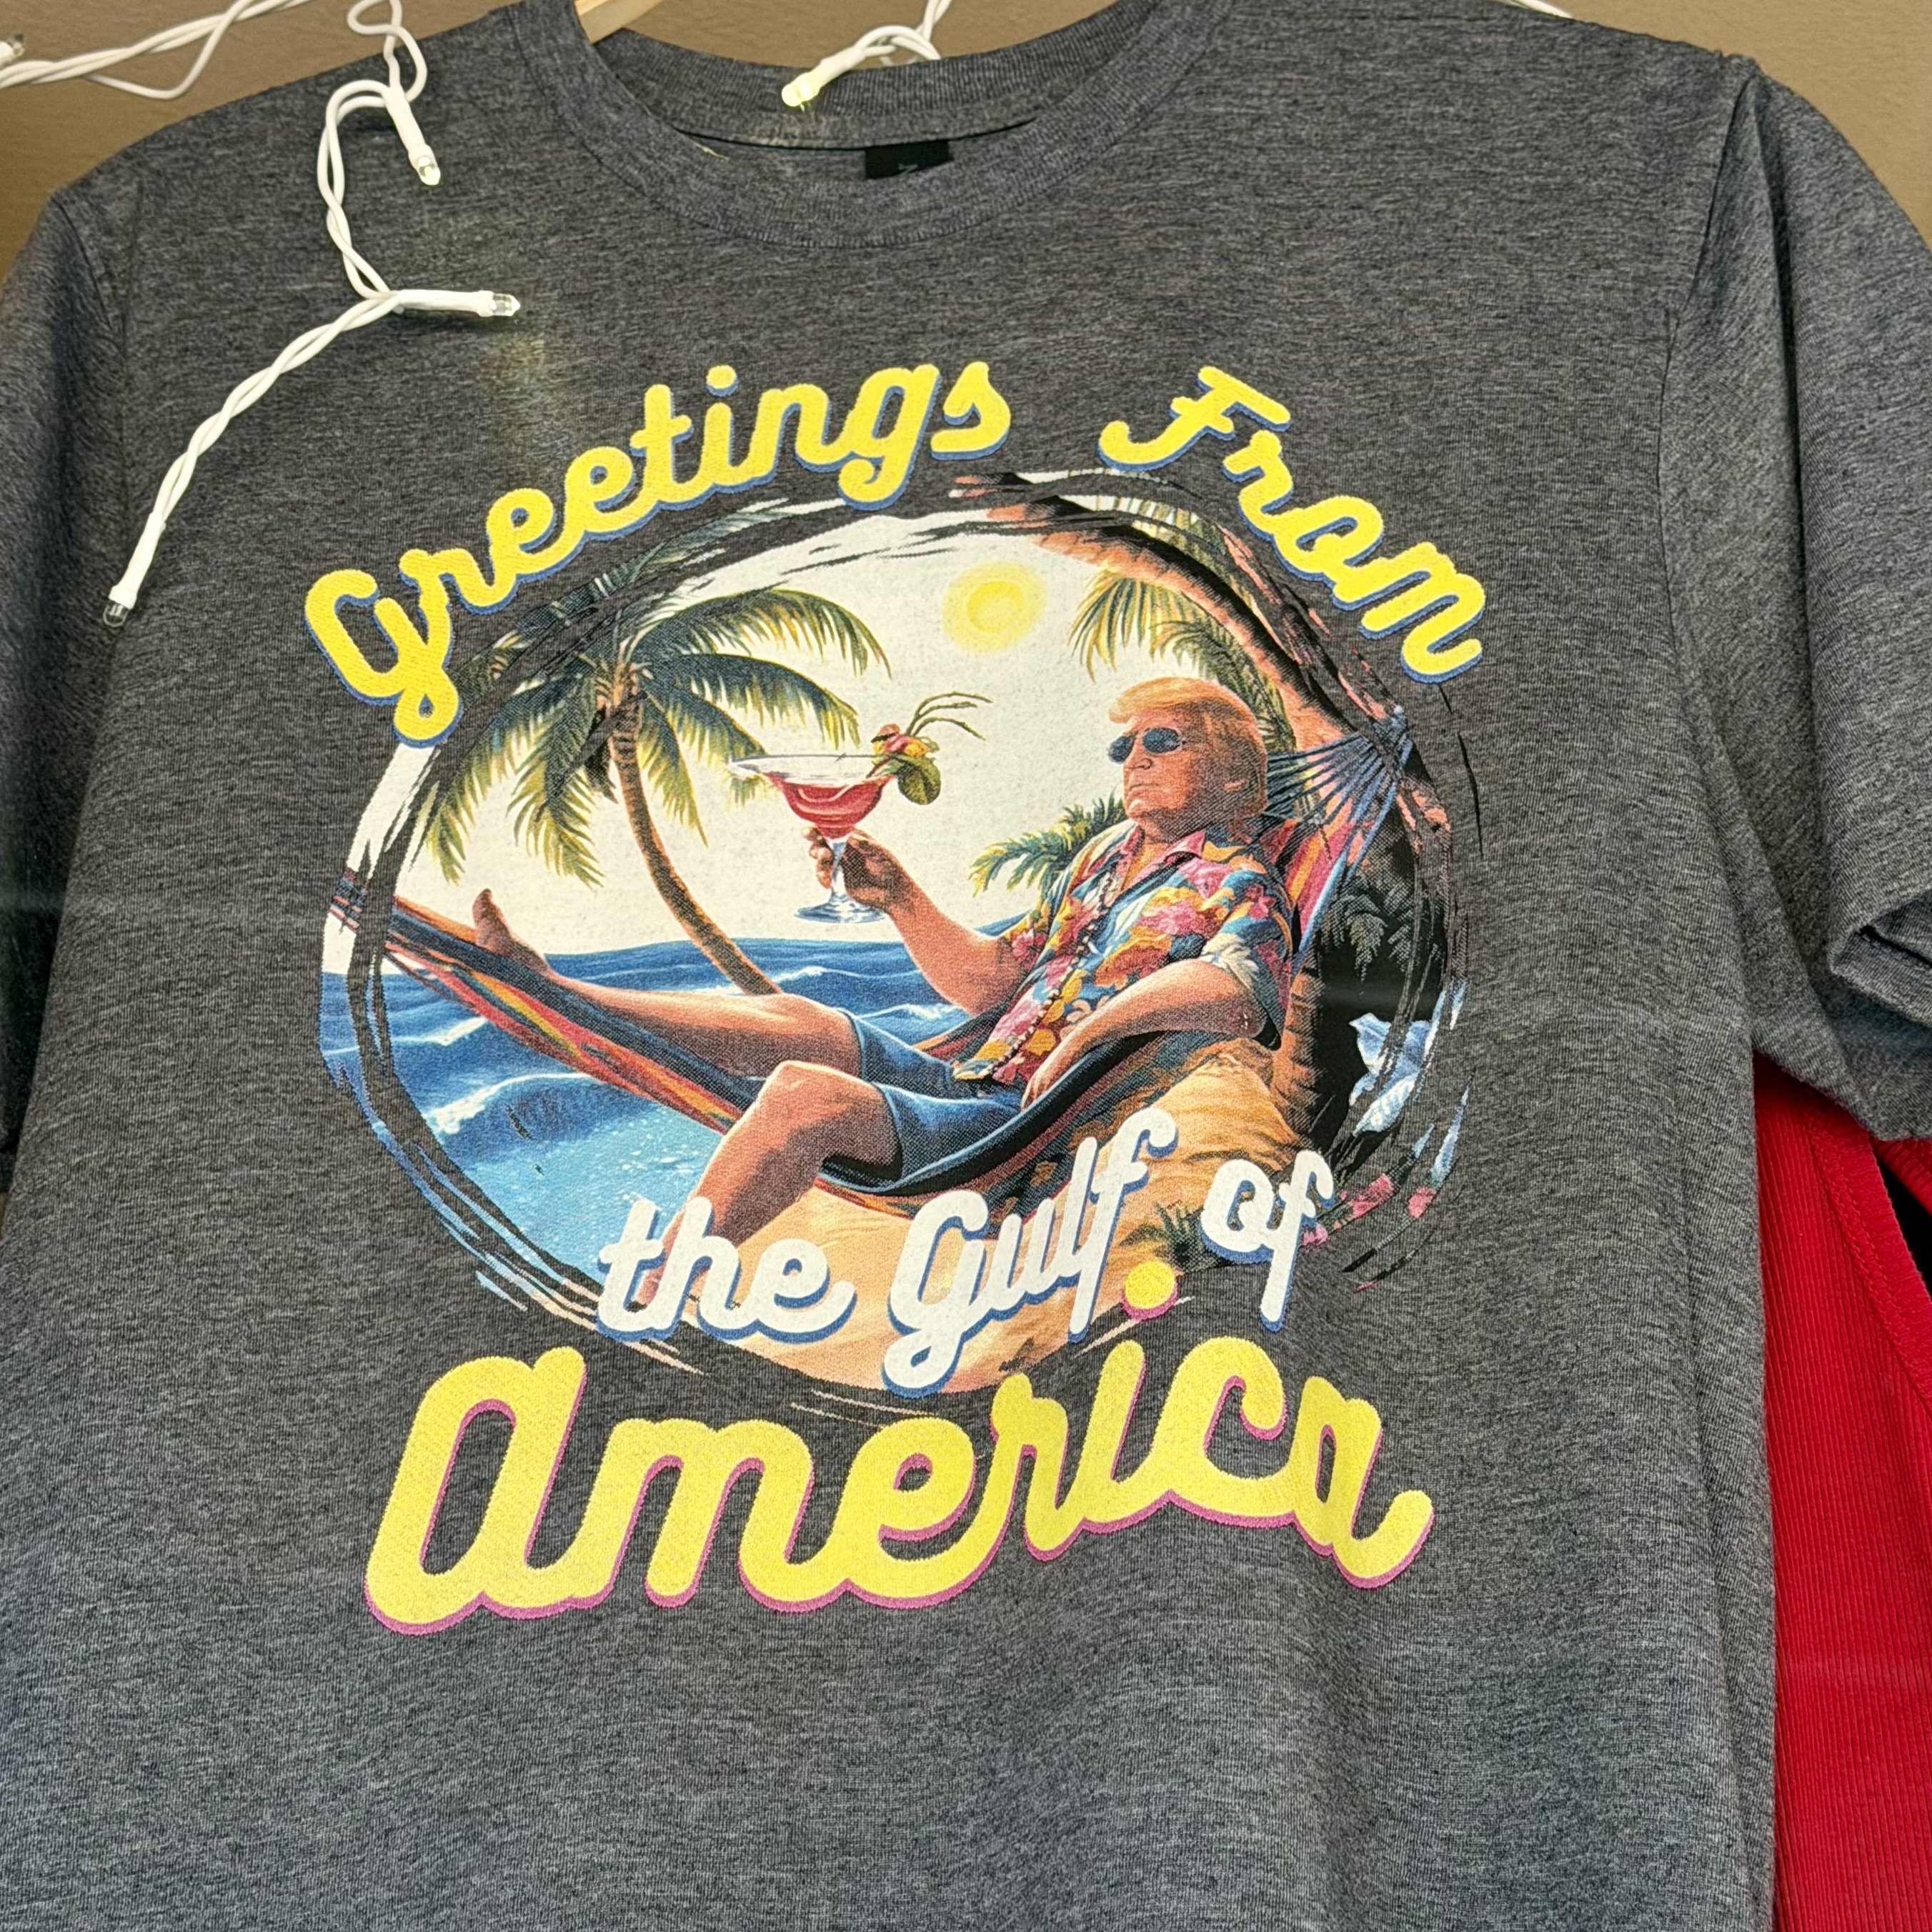 Greetings From
the Gulf of
America